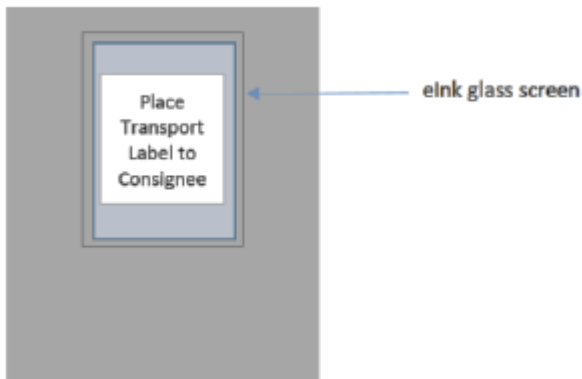 Place
Transport
Label to
Consignee
eInk glass screen